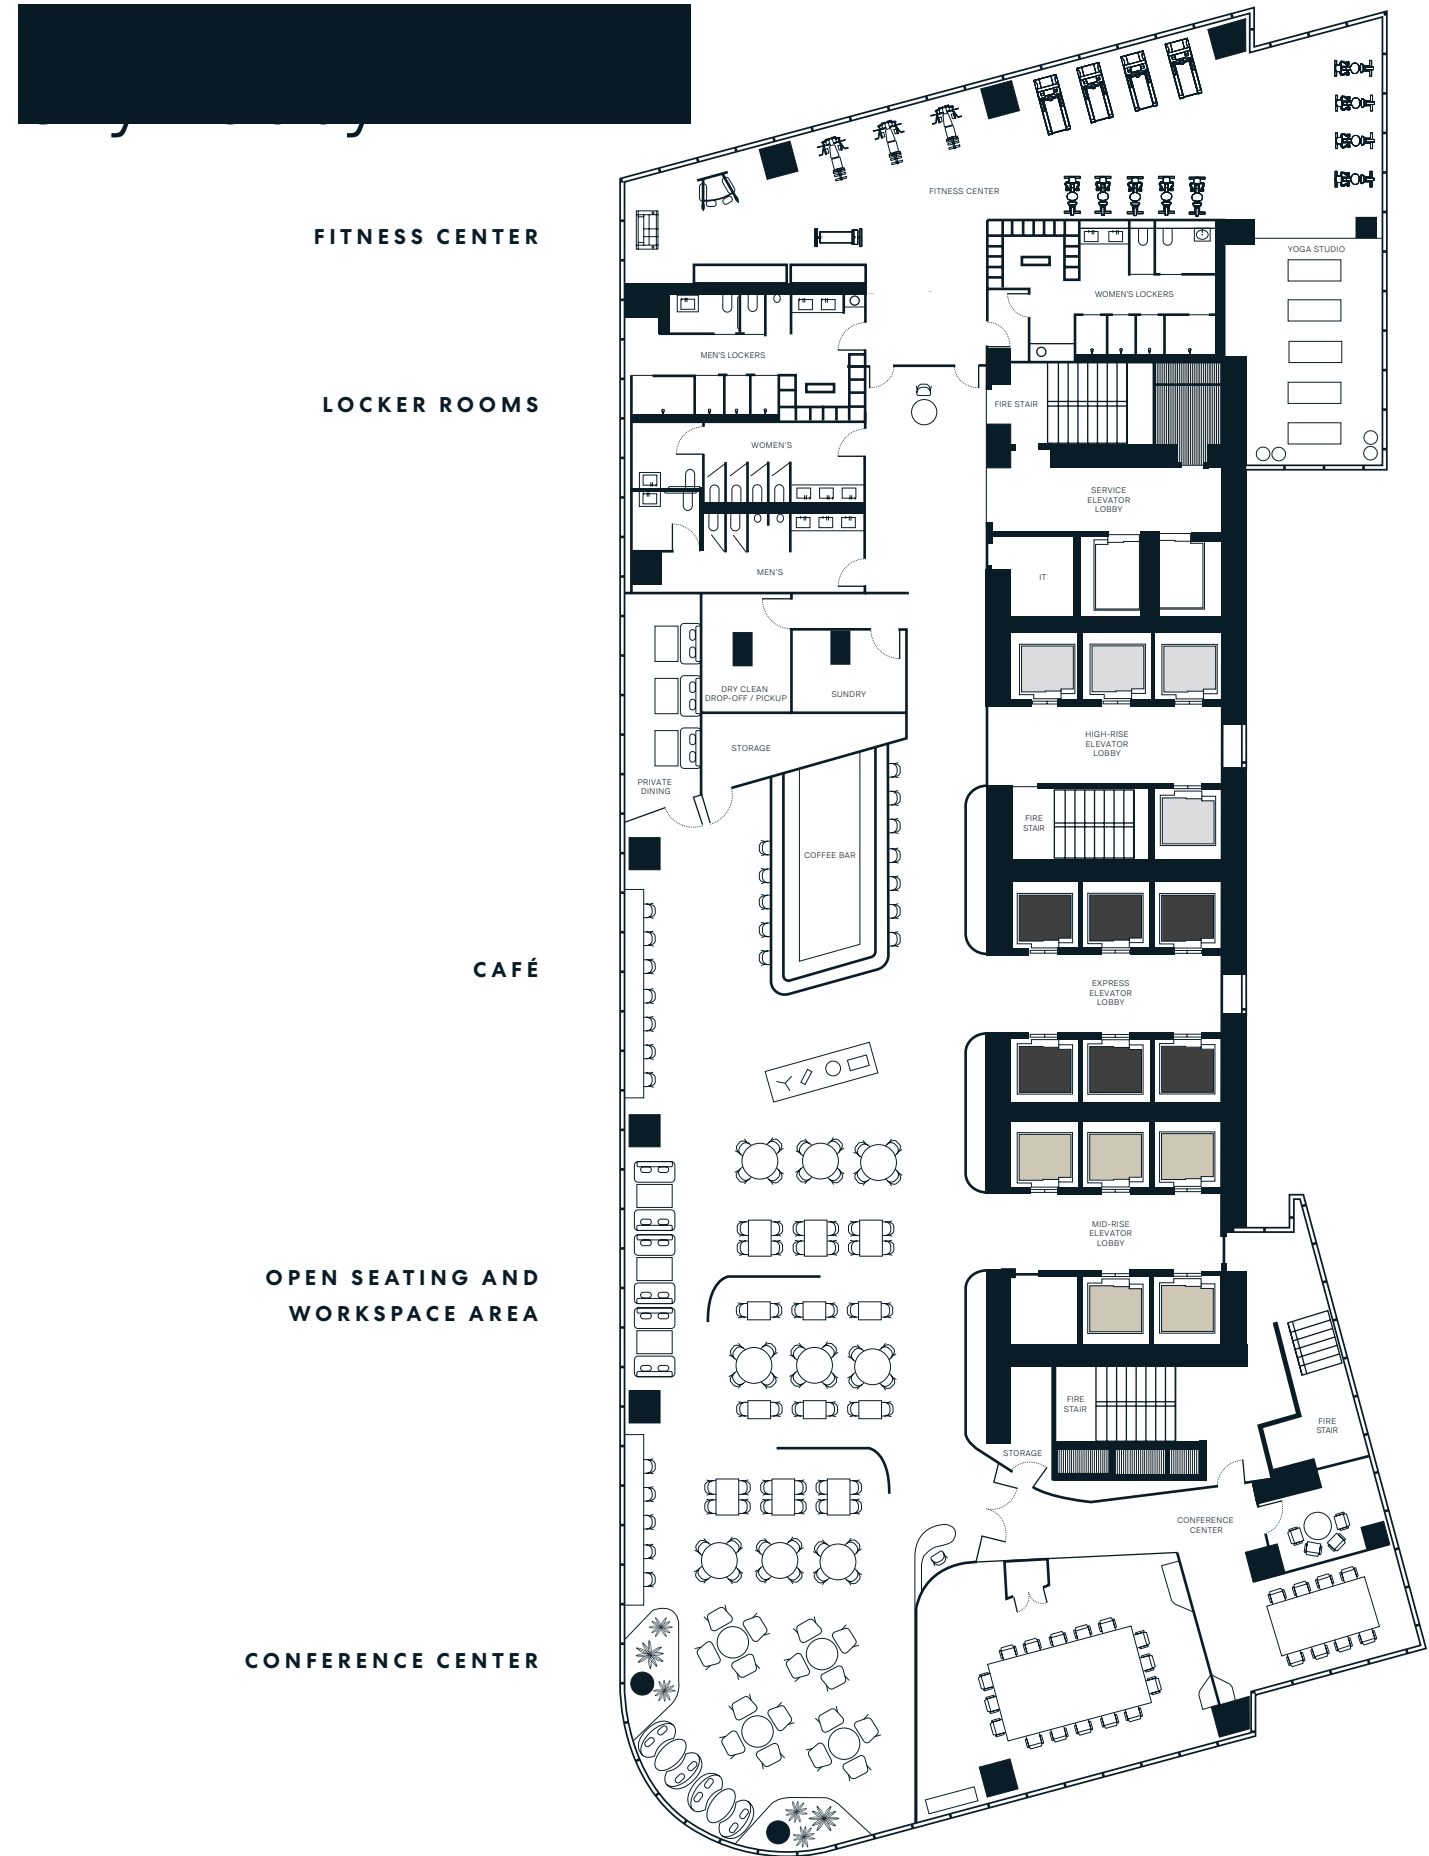 FITNESS CENTER
YOGA STUDIO
FITNESS CENTER
WOMEN'S LOCKERS
MEN'S LOCKERS
LOCKER ROOMS
FIRE STAIR
WOMEN'S
SERVICE
ELEVATOR
LOBBY
MEN'S
IT
DRY CLEAN
DROP-OFF / PICKUP
SUNDRY
STORAGE
HIGH-RISE
ELEVATOR
LOBBY
PRIVATE
DINING
FIRE
STAIR
COFFEE BAR
CAFÉ
EXPRESS
ELEVATOR
LOBBY
MID-RISE
ELEVATOR
LOBBY
OPEN SEATING AND
WORKSPACE AREA
FIRE
STAIR
FIRE
STAIR
STORAGE
CONFERENCE
CENTER
CONFERENCE CENTER